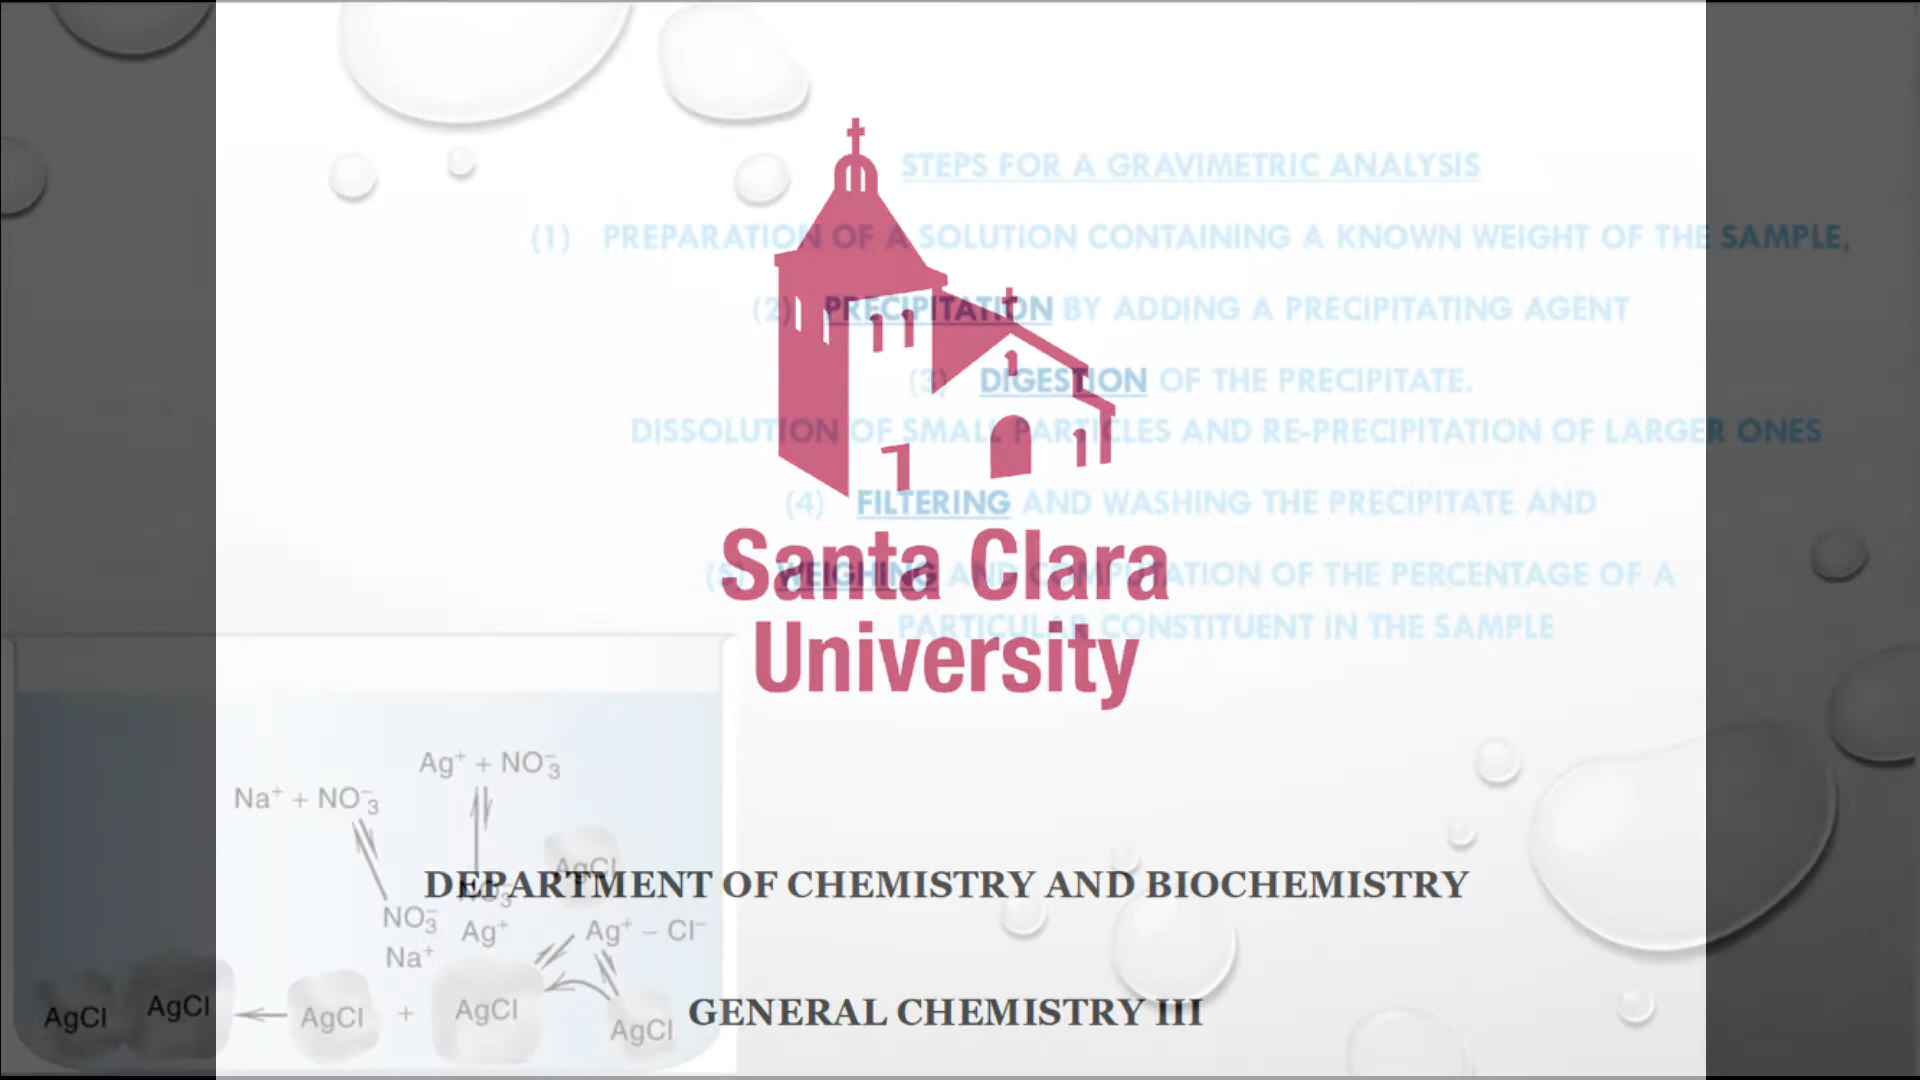 STEPS FOR A GRAVIMETRIC ANALYSIS
(1) PREPARATION OF A SOLUTION CONTAINING A KNOWN WEIGHT OF THE SAMPLE,
(2) PRECIPITATION BY ADDING A PRECIPITATING AGENT
(3) DIGESTION OF THE PRECIPITATE.
DISSOLUTION OF SMALL PARTICLES AND RE-PRECIPITATION OF LARGER ONES
(4) FILTERING AND WASHING THE PRECIPITATE AND
(5) WEIGHING AND COMPUTATION OF THE PERCENTAGE OF A
PARTICULAR CONSTITUENT IN THE SAMPLE
Santa Clara
University
Ag⁺ + NO₃⁻
Na⁺ + NO₃⁻
AgCl
DEPARTMENT OF CHEMISTRY AND BIOCHEMISTRY
NO₃⁻
NO₃⁻
Ag⁺
Ag⁺ – Cl⁻
Na⁺
AgCl AgCl AgCl + AgCl AgCl
GENERAL CHEMISTRY III